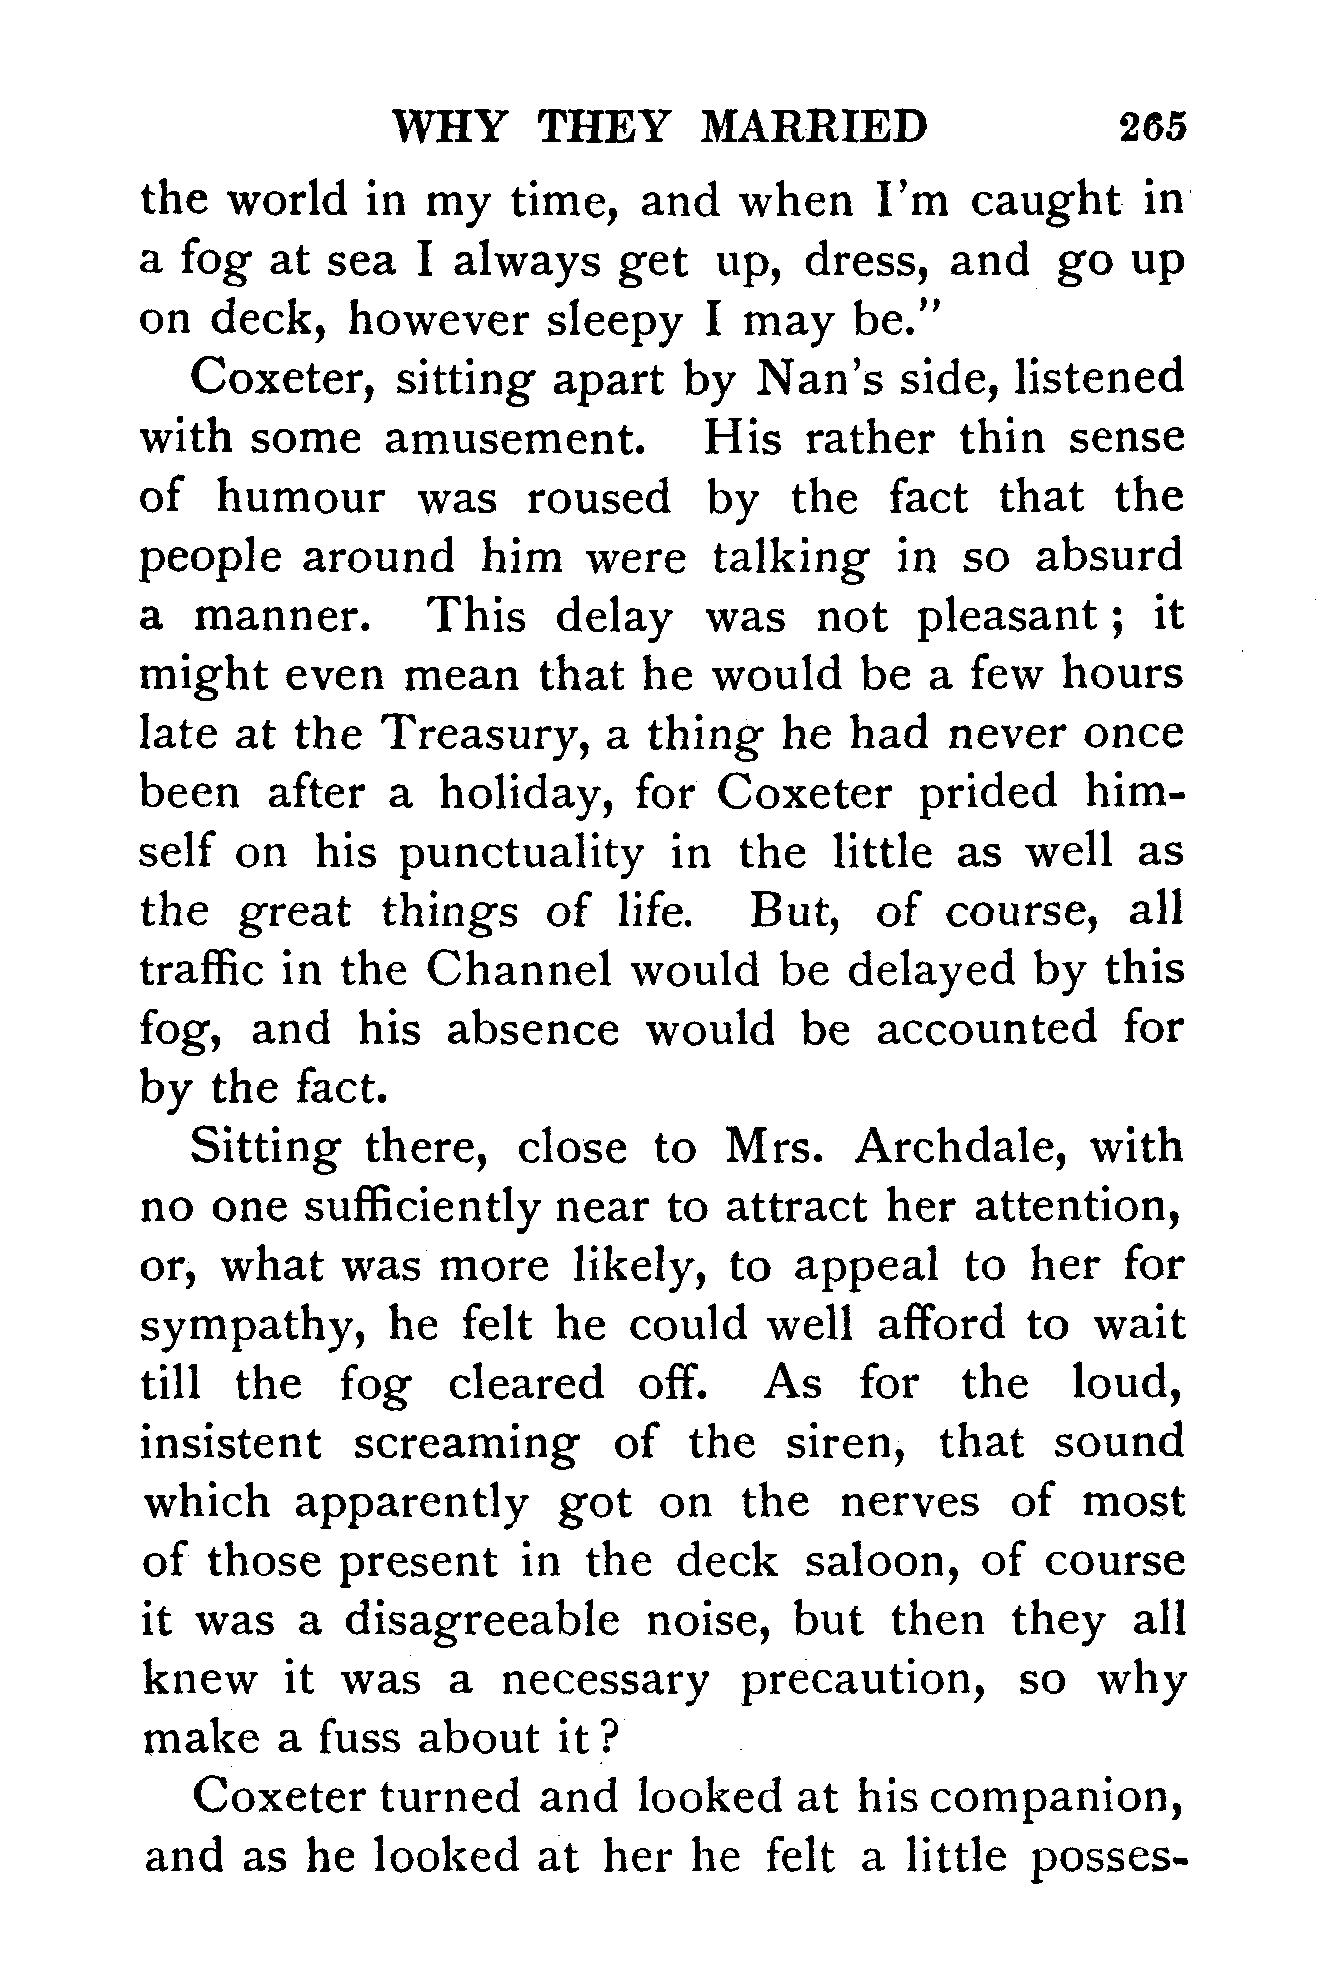 WHY THEY MARRIED 265
the world in my time, and when I'm caught in
a fog at sea I always get up, dress, and go up
on deck, however sleepy I may be."
Coxeter, sitting apart by Nan's side, listened
with some amusement. His rather thin sense
of humour was roused by the fact that the
people around him were talking in so absurd
a manner. This delay was not pleasant ; it
might even mean that he would be a few hours
late at the Treasury, a thing he had never once
been after a holiday, for Coxeter prided him-
self on his punctuality in the little as well as
the great things of life. But, of course, all
traffic in the Channel would be delayed by this
fog, and his absence would be accounted for
by the fact.
Sitting there, close to Mrs. Archdale, with
no one sufficiently near to attract her attention,
or, what was more likely, to appeal to her for
sympathy, he felt he could well afford to wait
till the fog cleared off. As for the loud,
insistent screaming of the siren, that sound
which apparently got on the nerves of most
of those present in the deck saloon, of course
it was a disagreeable noise, but then they all
knew it was a necessary precaution, so why
make a fuss about it ?
Coxeter turned and looked at his companion,
and as he looked at her he felt a little posses-